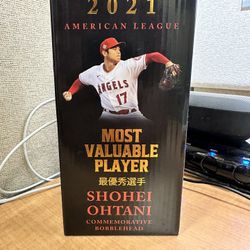 2021
AMERICAN LEAGUE
ANGELS
17
MOST
VALUABLE
PLAYER
最優秀選手
SHOHEI
OHTANI
COMMEMORATIVE
BOBBLEHEAD